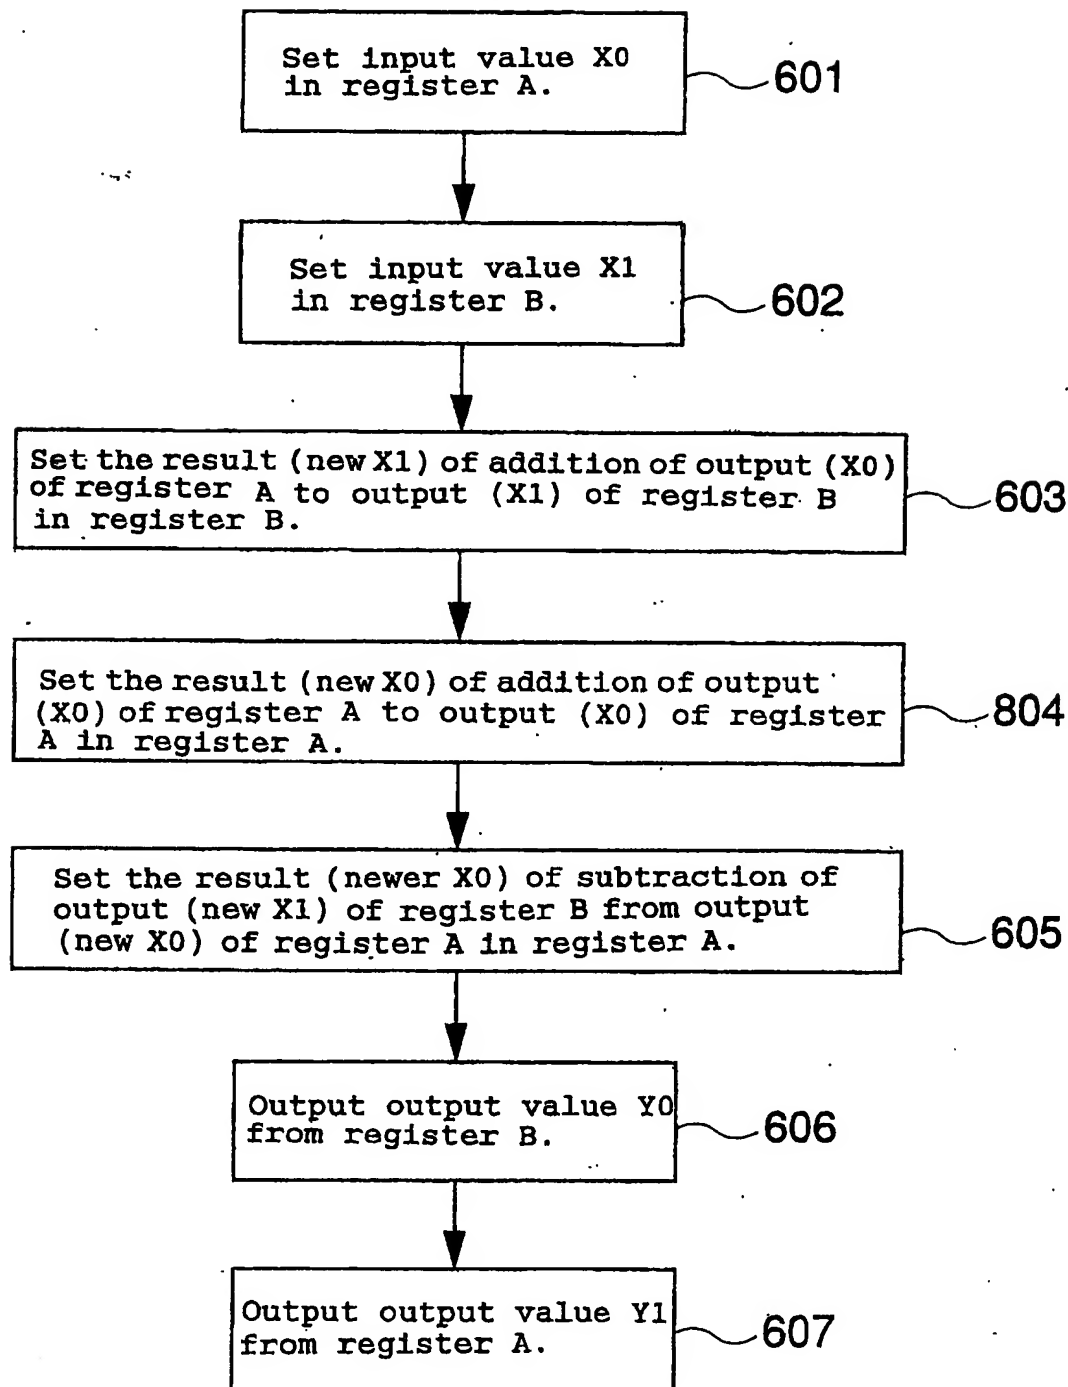 Set input value X0
in register A.
601
Set input value X1
in register B.
602
Set the result (new X1) of addition of output (X0)
of register A to output (X1) of register B
in register B.
603
Set the result (new X0) of addition of output
(X0) of register A to output (X0) of register
A in register A.
804
Set the result (newer X0) of subtraction of
output (new X1) of register B from output
(new X0) of register A in register A.
605
Output output value Y0
from register B.
606
Output output value Y1
from register A.
607